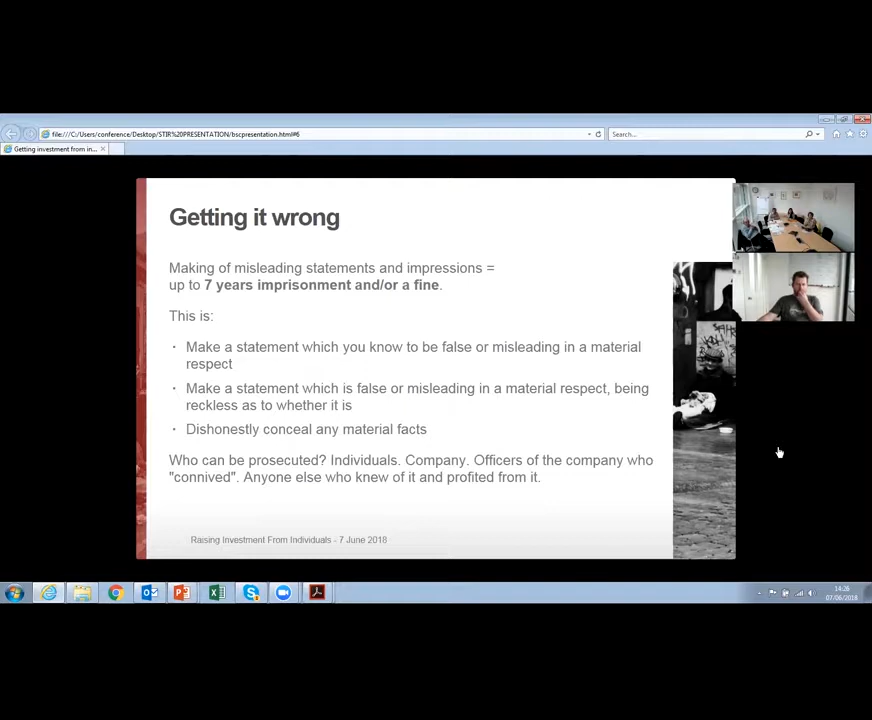 file:///C:/Users/conference/Desktop/STIR%20PRESENTATION/bscpresentation.html#6
Search...
Getting investment from in...
Getting it wrong
Making of misleading statements and impressions =
up to 7 years imprisonment and/or a fine.
This is:
· Make a statement which you know to be false or misleading in a material
respect
· Make a statement which is false or misleading in a material respect, being
reckless as to whether it is
· Dishonestly conceal any material facts
Who can be prosecuted? Individuals. Company. Officers of the company who
"connived". Anyone else who knew of it and profited from it.
Raising Investment From Individuals - 7 June 2018
14:26
07/06/2018